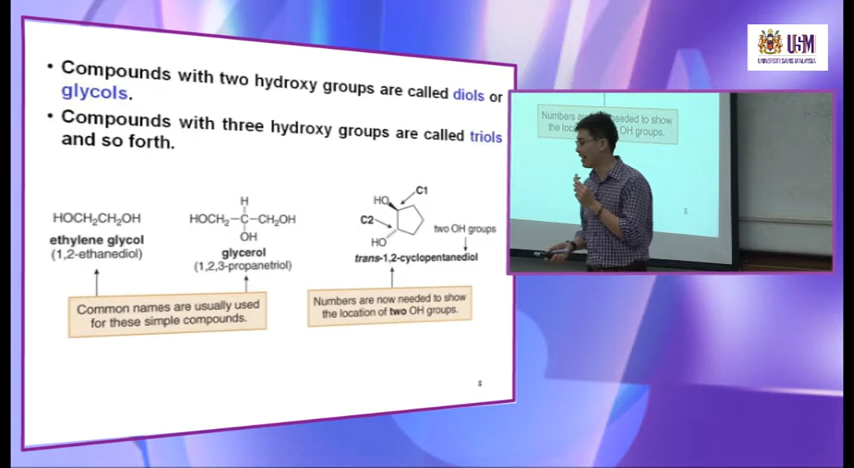 USM
UNIVERSITI SAINS MALAYSIA
• Compounds with two hydroxy groups are called diols or
glycols.
• Compounds with three hydroxy groups are called triols
and so forth.
HOCH₂CH₂OH
ethylene glycol
(1,2-ethanediol)
H
HOCH₂–C–CH₂OH
OH
glycerol
(1,2,3-propanetriol)
HO
C1
C2
HO
two OH groups
trans-1,2-cyclopentanediol
Common names are usually used
for these simple compounds.
Numbers are now needed to show
the location of two OH groups.
8
Numbers are needed to show
the loc OH groups.
8